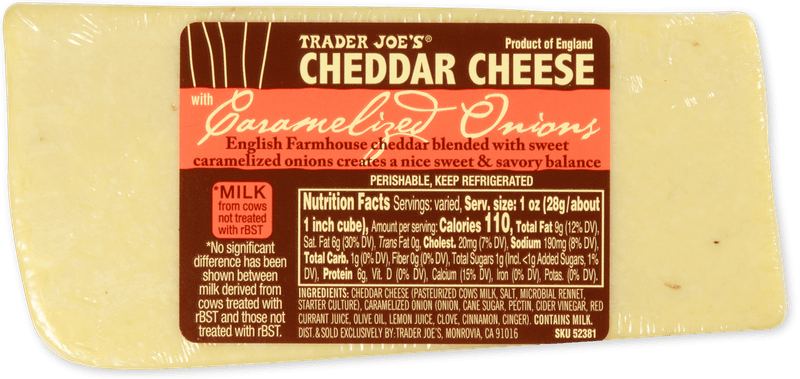 TRADER JOE'S®
Product of England
CHEDDAR CHEESE
with
Caramelized Onions
English Farmhouse cheddar blended with sweet
caramelized onions creates a nice sweet & savory balance
PERISHABLE, KEEP REFRIGERATED
*MILK
from cows
not treated
with rBST
*No significant
difference has been
shown between
milk derived from
cows treated with
rBST and those not
treated with rBST.
Nutrition Facts Servings: varied, Serv. size: 1 oz (28g/about
1 inch cube), Amount per serving: Calories 110, Total Fat 9g (12% DV),
Sat. Fat 6g (30% DV), Trans Fat 0g, Cholest. 20mg (7% DV), Sodium 190mg (8% DV),
Total Carb. 1g (0% DV), Fiber 0g (0% DV), Total Sugars 1g (Incl. <1g Added Sugars, 1%
DV), Protein 6g, Vit. D (0% DV), Calcium (15% DV), Iron (0% DV), Potas. (0% DV).
INGREDIENTS: CHEDDAR CHEESE (PASTEURIZED COWS MILK, SALT, MICROBIAL RENNET,
STARTER CULTURE), CARAMELIZED ONION (ONION, CANE SUGAR, PECTIN, CIDER VINEGAR, RED
CURRANT JUICE, OLIVE OIL, LEMON JUICE, CLOVE, CINNAMON, GINGER). CONTAINS MILK.
DIST. & SOLD EXCLUSIVELY BY: TRADER JOE'S, MONROVIA, CA 91016
SKU 52381